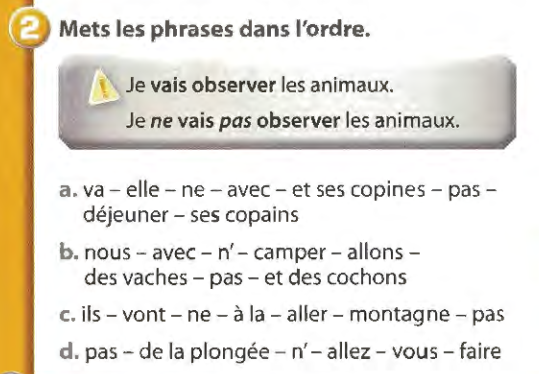 2 Mets les phrases dans l'ordre.
Je vais observer les animaux.
Je ne vais pas observer les animaux.
a. va – elle – ne – avec – et ses copines – pas –
déjeuner – ses copains
b. nous – avec – n' – camper – allons –
des vaches – pas – et des cochons
c. ils – vont – ne – à la – aller – montagne – pas
d. pas – de la plongée – n' – allez – vous – faire